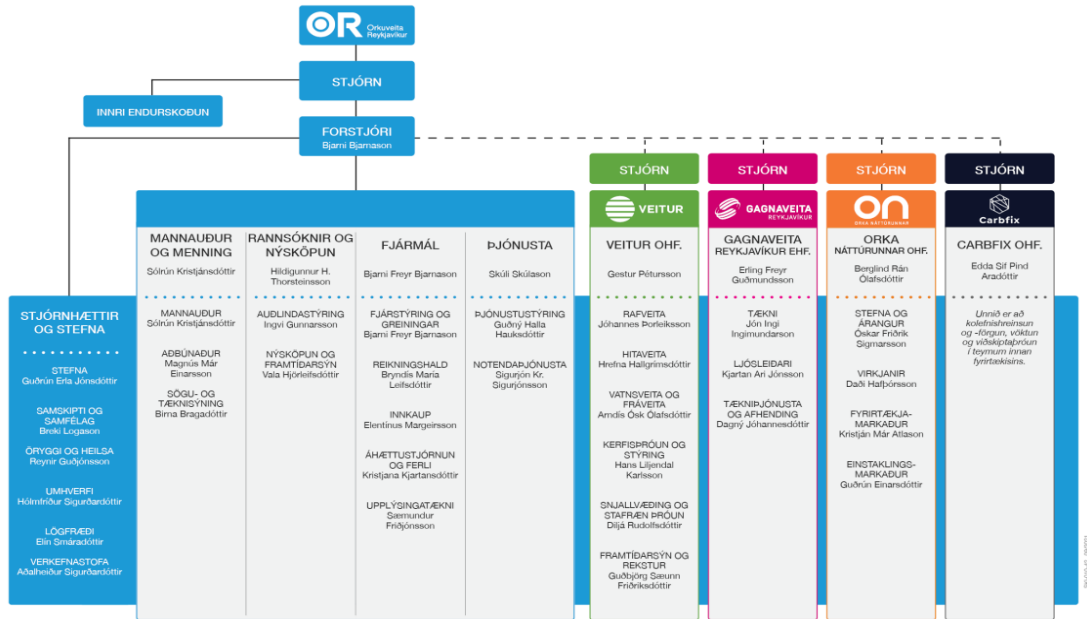 OR
Orkuveita
Reykjavíkur
STJÓRN
INNRI ENDURSKOÐUN
FORSTJÓRI
Bjarni Bjarnason
STJÓRNHÆTTIR
OG STEFNA
STEFNA
Guðrún Erla Jónsdóttir
SAMSKIPTI OG
SAMFÉLAG
Breki Logason
ÖRYGGI OG HEILSA
Reynir Guðjónsson
UMHVERFI
Hólmfríður Sigurðardóttir
LÖGFRÆÐI
Elín Smáradóttir
VERKEFNASTOFA
Aðalheiður Sigurðardóttir
MANNAUÐUR
OG MENNING
Sólrún Kristjánsdóttir
MANNAUÐUR
Sólrún Kristjánsdóttir
AÐBÚNAÐUR
Magnús Már
Einarsson
SÖGU- OG
TÆKNISÝNING
Birna Bragadóttir
RANNSÓKNIR OG
NÝSKÖPUN
Hildigunnur H.
Thorsteinsson
AUÐLINDASTÝRING
Ingvi Gunnarsson
NÝSKÖPUN OG
FRAMTÍÐARSÝN
Vala Hjörleifsdóttir
FJÁRMÁL
Bjarni Freyr Bjarnason
FJÁRSTÝRING OG
GREININGAR
Bjarni Freyr Bjarnason
REIKNINGSHALD
Bryndís María
Leifsdóttir
INNKAUP
Elentínus Margeirsson
ÁHÆTTUSTJÓRNUN
OG FERLI
Kristjana Kjartansdóttir
UPPLÝSINGATÆKNI
Sæmundur
Friðjónsson
ÞJÓNUSTA
Skúli Skúlason
ÞJÓNUSTUSTÝRING
Guðný Halla
Hauksdóttir
NOTENDAÞJÓNUSTA
Sigurjón Kr.
Sigurjónsson
STJÓRN
VEITUR
VEITUR OHF.
Gestur Pétursson
RAFVEITA
Jóhannes Þorleiksson
HITAVEITA
Hrefna Hallgrímsdóttir
VATNSVEITA OG
FRÁVEITA
Arndís Ósk Ólafsdóttir
KERFISÞRÓUN OG
STÝRING
Hans Liljendal
Karlsson
SNJALLVÆÐING OG
STAFRÆN ÞRÓUN
Diljá Rudolfsdóttir
FRAMTÍÐARSÝN OG
REKSTUR
Guðbjörg Sæunn
Friðriksdóttir
STJÓRN
GAGNAVEITA
REYKJAVÍKUR
GAGNAVEITA
REYKJAVÍKUR EHF.
Erling Freyr
Guðmundsson
TÆKNI
Jón Ingi
Ingimundarson
LJÓSLEIÐARI
Kjartan Ari Jónsson
TÆKNIÞJÓNUSTA
OG AFHENDING
Dagný Jóhannesdóttir
STJÓRN
ON
ORKA NÁTTÚRUNNAR
ORKA
NÁTTÚRUNNAR OHF.
Berglind Rán
Ólafsdóttir
STEFNA OG
ÁRANGUR
Óskar Friðrik
Sigmarsson
VIRKJANIR
Daði Hafþórsson
FYRIRTÆKJA-
MARKAÐUR
Kristján Már Atlason
EINSTAKLINGS-
MARKAÐUR
Guðrún Einarsdóttir
STJÓRN
Carbfix
CARBFIX OHF.
Edda Sif Pind
Aradóttir
Unnið er að
kolefnishreinsun
og -förgun, vöktun
og viðskiptaþróun
í teymum innan
fyrirtækisins.